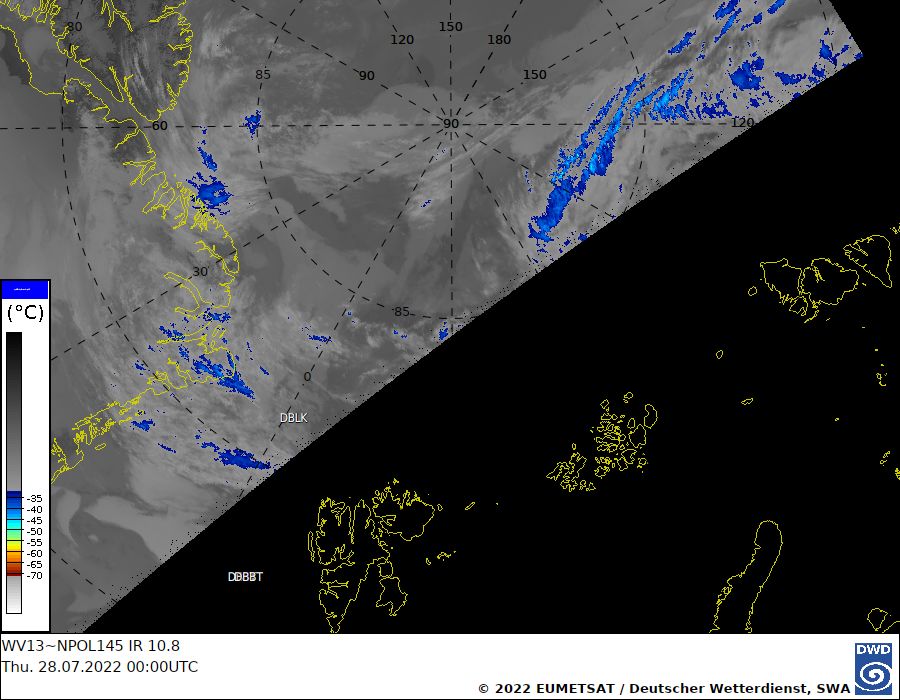 80 150
120 180
85 90 150
60 90 120
30
85
0
DBLK
(°C)
-35
-40
-45
-50
-55
-60
-65
-70
WV13~NPOL145 IR 10.8
Thu. 28.07.2022 00:00UTC
© 2022 EUMETSAT / Deutscher Wetterdienst, SWA
DWD